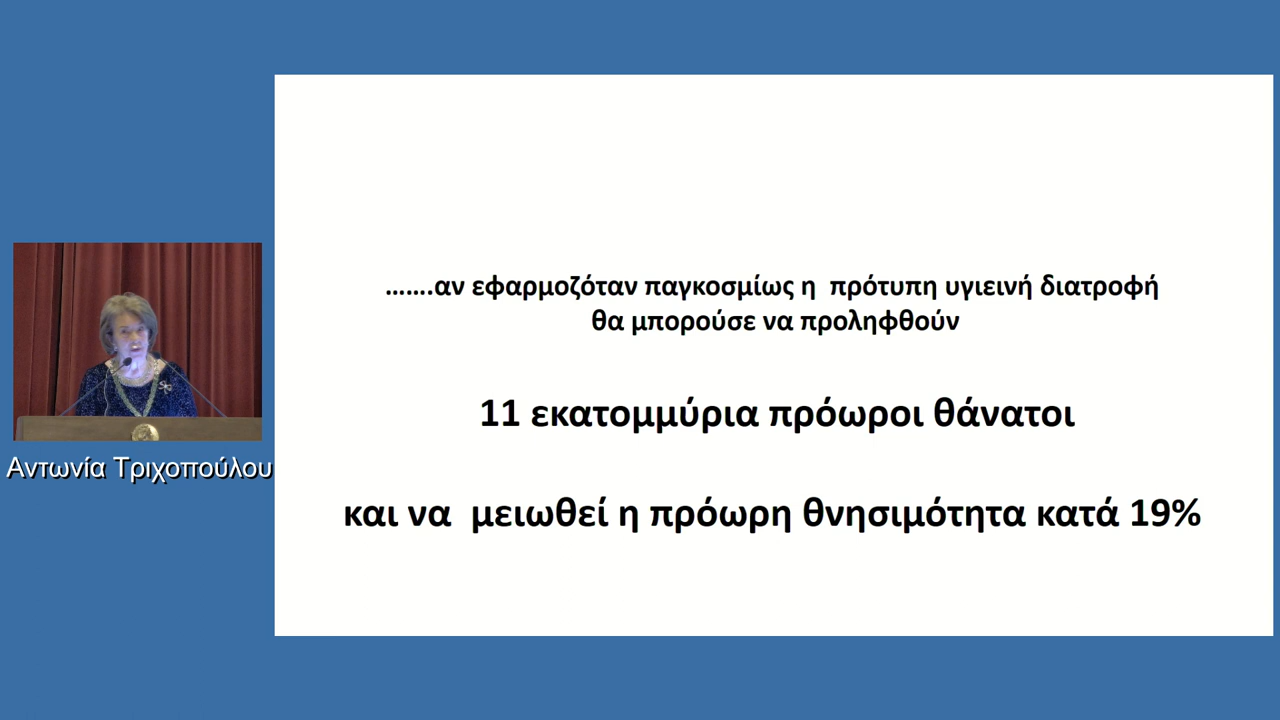 …….αν εφαρμοζόταν παγκοσμίως η  πρότυπη υγιεινή διατροφή
θα μπορούσε να προληφθούν
11 εκατομμύρια πρόωροι θάνατοι
και να  μειωθεί η πρόωρη θνησιμότητα κατά 19%
Αντωνία Τριχοπούλου